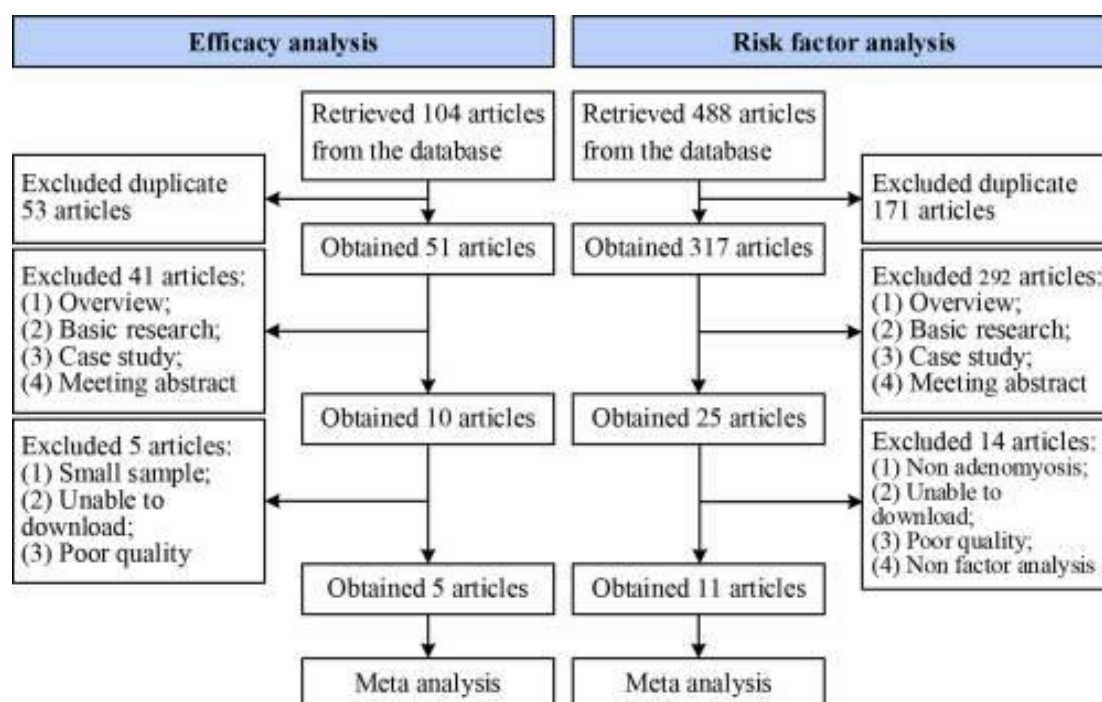 Efficacy analysis
Risk factor analysis
Retrieved 104 articles
from the database
Retrieved 488 articles
from the database
Excluded duplicate
53 articles
Excluded duplicate
171 articles
Obtained 51 articles
Obtained 317 articles
Excluded 41 articles:
(1) Overview;
(2) Basic research;
(3) Case study;
(4) Meeting abstract
Excluded 292 articles:
(1) Overview;
(2) Basic research;
(3) Case study;
(4) Meeting abstract
Obtained 10 articles
Obtained 25 articles
Excluded 5 articles:
(1) Small sample;
(2) Unable to
download;
(3) Poor quality
Excluded 14 articles:
(1) Non adenomyosis;
(2) Unable to
download;
(3) Poor quality;
(4) Non factor analysis
Obtained 5 articles
Obtained 11 articles
Meta analysis
Meta analysis